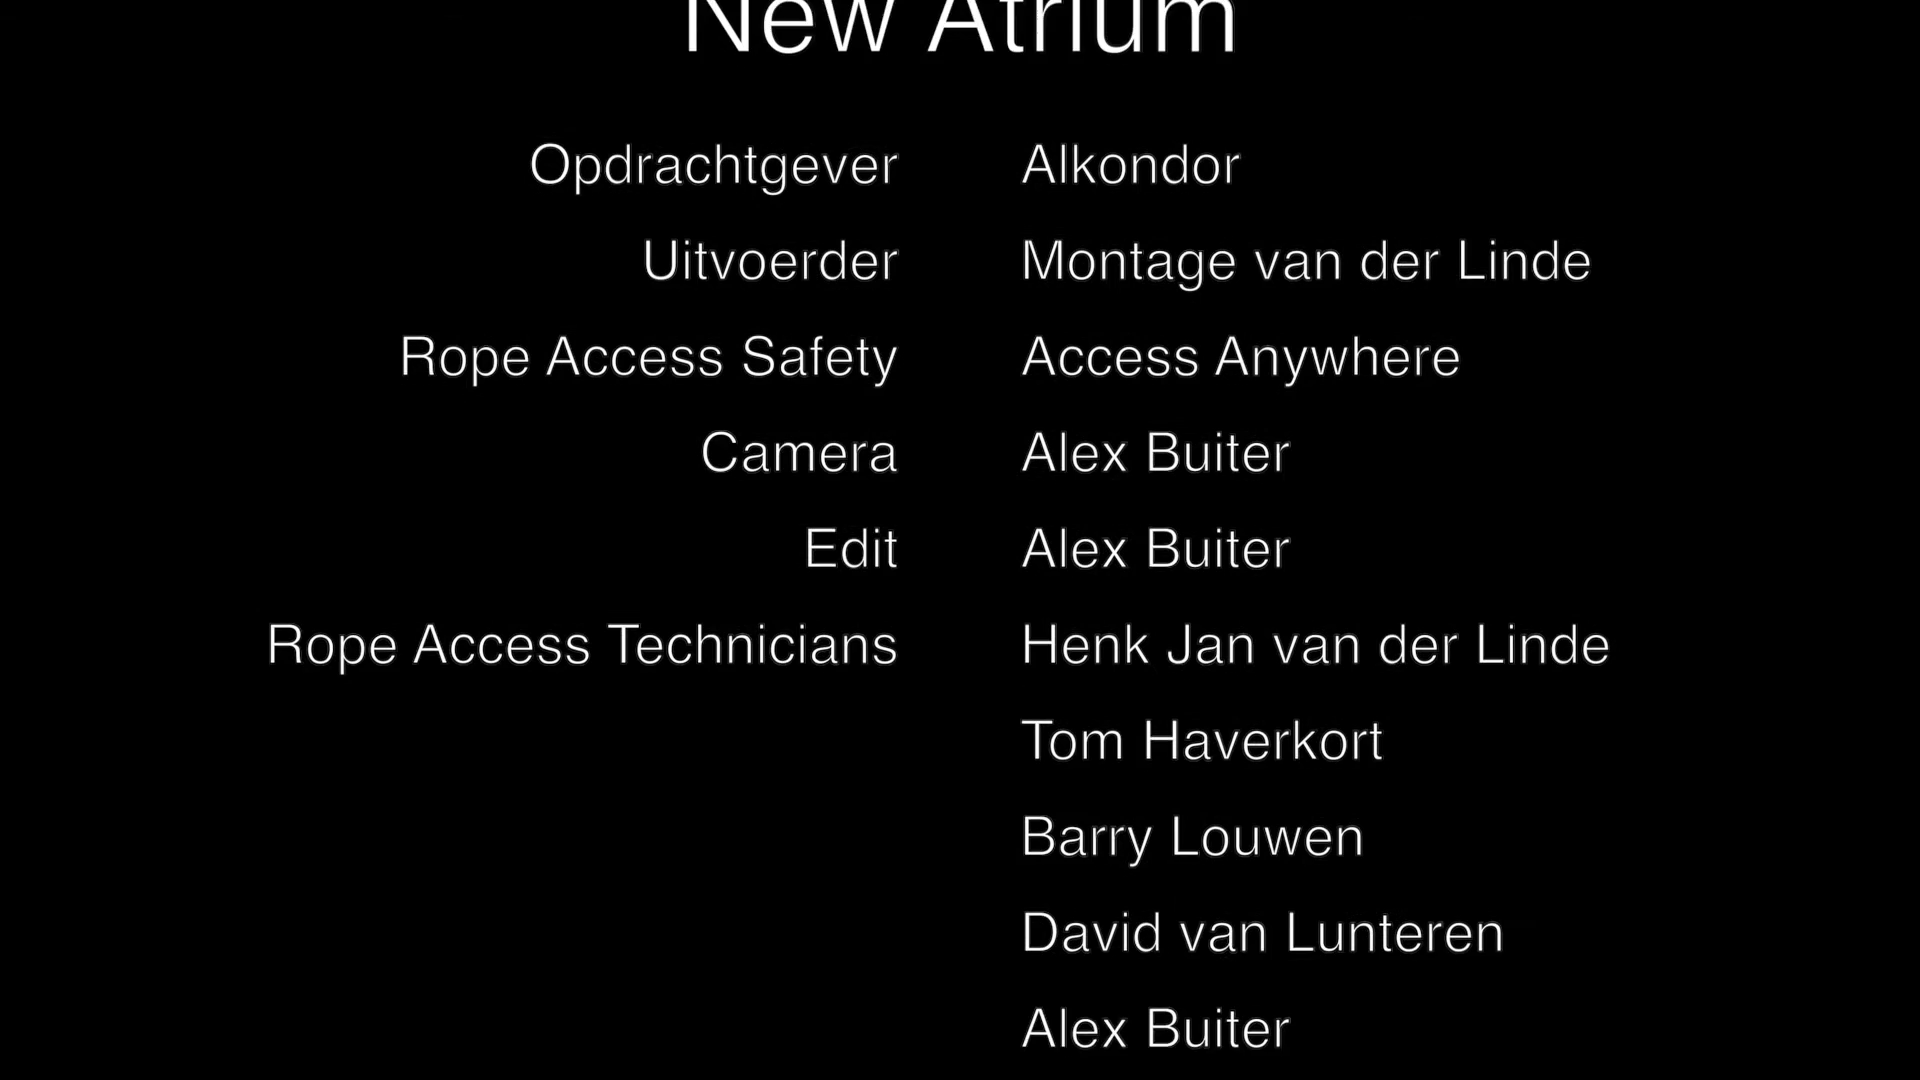 New Atrium
Opdrachtgever Alkondor
Uitvoerder Montage van der Linde
Rope Access Safety Access Anywhere
Camera Alex Buiter
Edit Alex Buiter
Rope Access Technicians Henk Jan van der Linde
Tom Haverkort
Barry Louwen
David van Lunteren
Alex Buiter